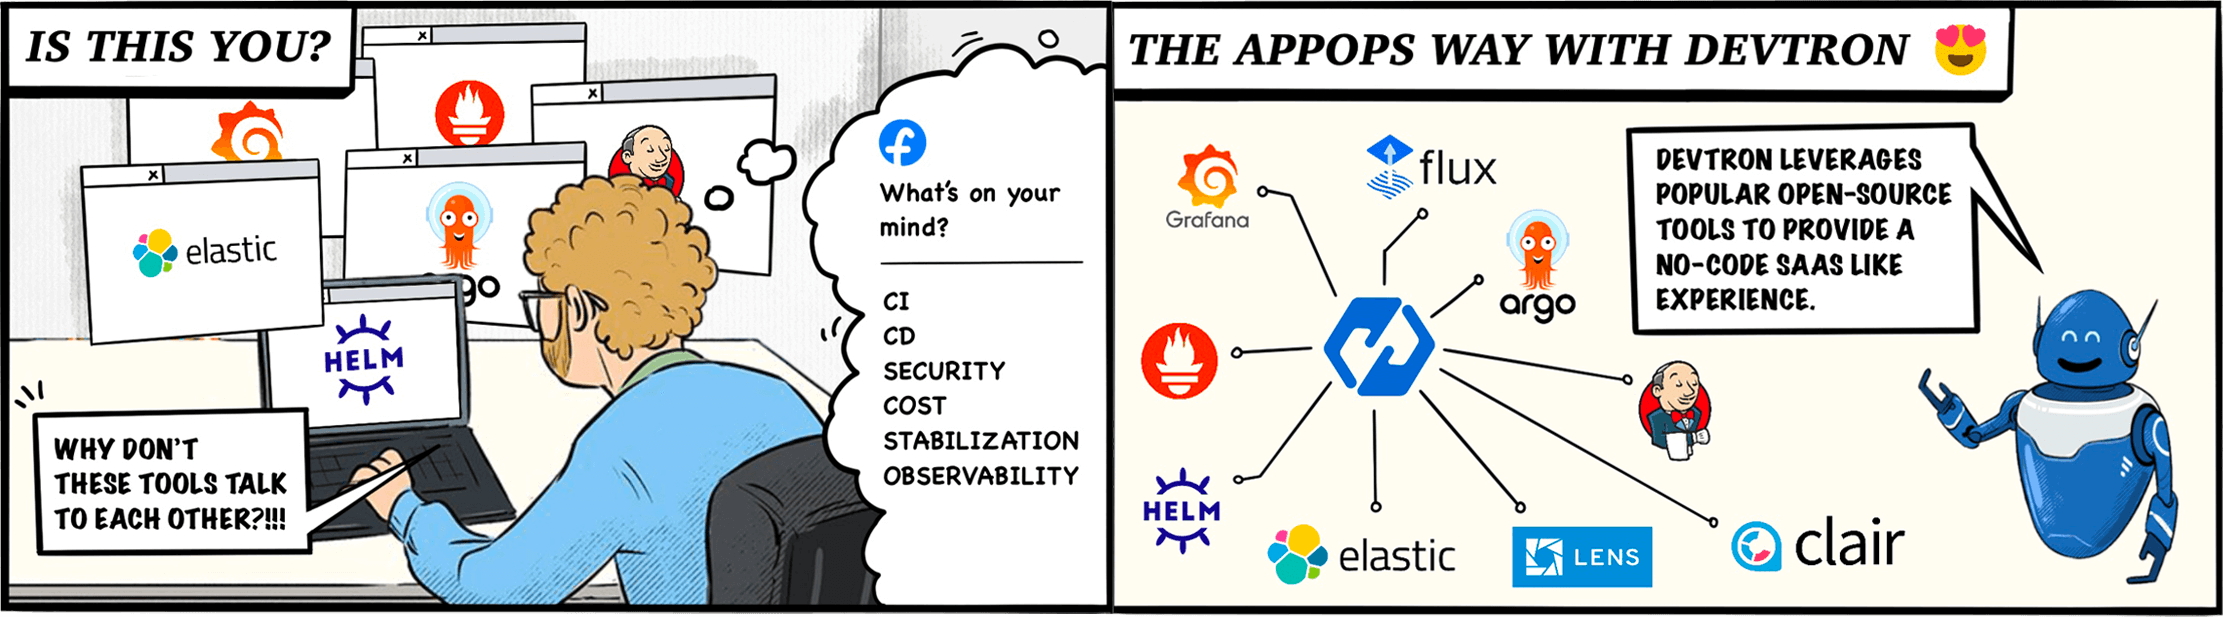 IS THIS YOU?
x
x
x
x
elastic
go
HELM
WHY DON'T
THESE TOOLS TALK
TO EACH OTHER?!!!
What's on your
mind?
CI
CD
SECURITY
COST
STABILIZATION
OBSERVABILITY
THE APPOPS WAY WITH DEVTRON
Grafana
flux
argo
HELM
elastic
LENS
clair
DEVTRON LEVERAGES
POPULAR OPEN-SOURCE
TOOLS TO PROVIDE A
NO-CODE SAAS LIKE
EXPERIENCE.